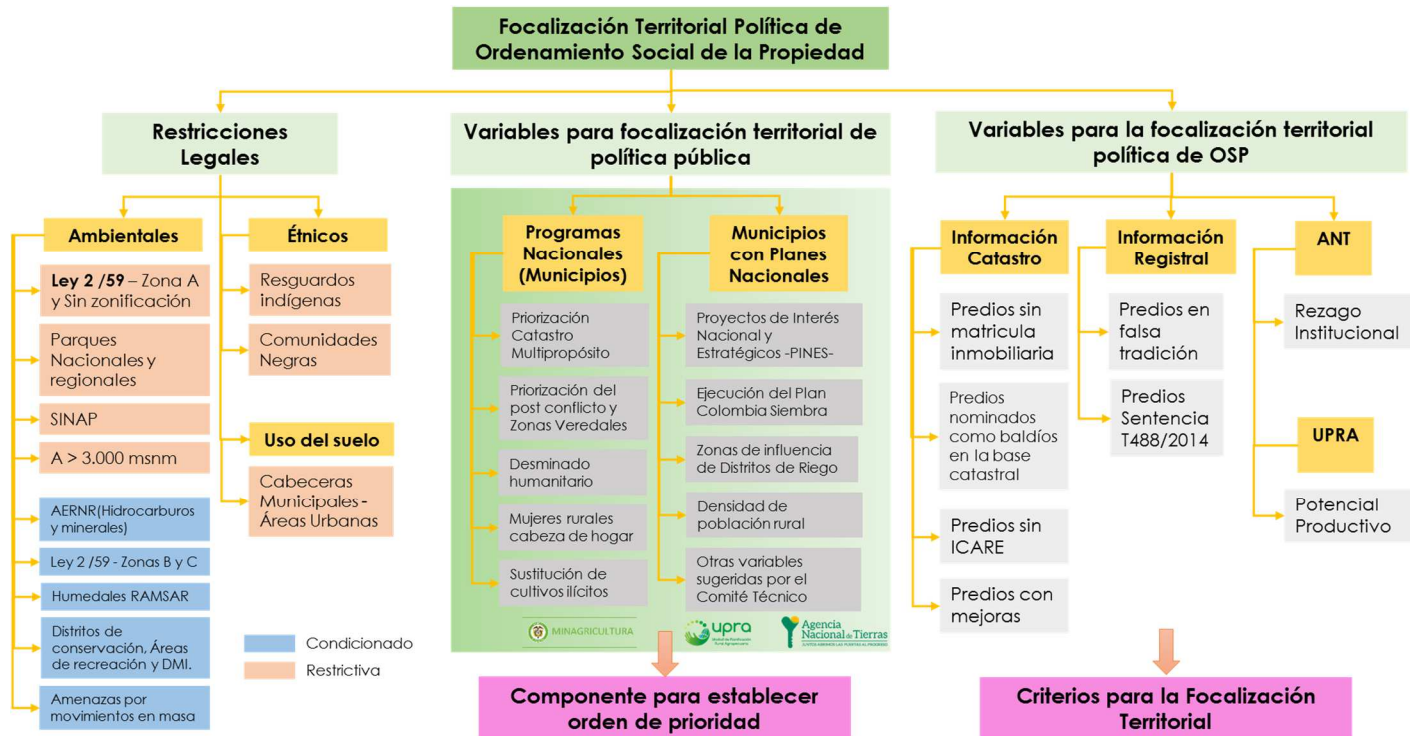 Focalización Territorial Política de
Ordenamiento Social de la Propiedad
Restricciones
Legales
Ambientales
Ley 2 /59 – Zona A
y Sin zonificación
Parques
Nacionales y
regionales
SINAP
A > 3.000 msnm
AERNR(Hidrocarburos
y minerales)
Ley 2 /59 - Zonas B y C
Humedales RAMSAR
Distritos de
conservación, Áreas
de recreación y DMI.
Amenazas por
movimientos en masa
Étnicos
Resguardos
indígenas
Comunidades
Negras
Uso del suelo
Cabeceras
Municipales -
Áreas Urbanas
Condicionado
Restrictiva
Variables para focalización territorial de
política pública
Programas
Nacionales
(Municipios)
Priorización
Catastro
Multipropósito
Priorización del
post conflicto y
Zonas Veredales
Desminado
humanitario
Mujeres rurales
cabeza de hogar
Sustitución de
cultivos ilícitos
Municipios
con Planes
Nacionales
Proyectos de Interés
Nacional y
Estratégicos -PINES-
Ejecución del Plan
Colombia Siembra
Zonas de influencia
de Distritos de Riego
Densidad de
población rural
Otras variables
sugeridas por el
Comité Técnico
MINAGRICULTURA
upra
Agencia
Nacional de Tierras
Componente para establecer
orden de prioridad
Variables para la focalización territorial
política de OSP
Información
Catastro
Predios sin
matricula
inmobiliaria
Predios
nominados
como baldíos
en la base
catastral
Predios sin
ICARE
Predios con
mejoras
Información
Registral
Predios en
falsa
tradición
Predios
Sentencia
T488/2014
ANT
Rezago
Institucional
UPRA
Potencial
Productivo
Criterios para la Focalización
Territorial